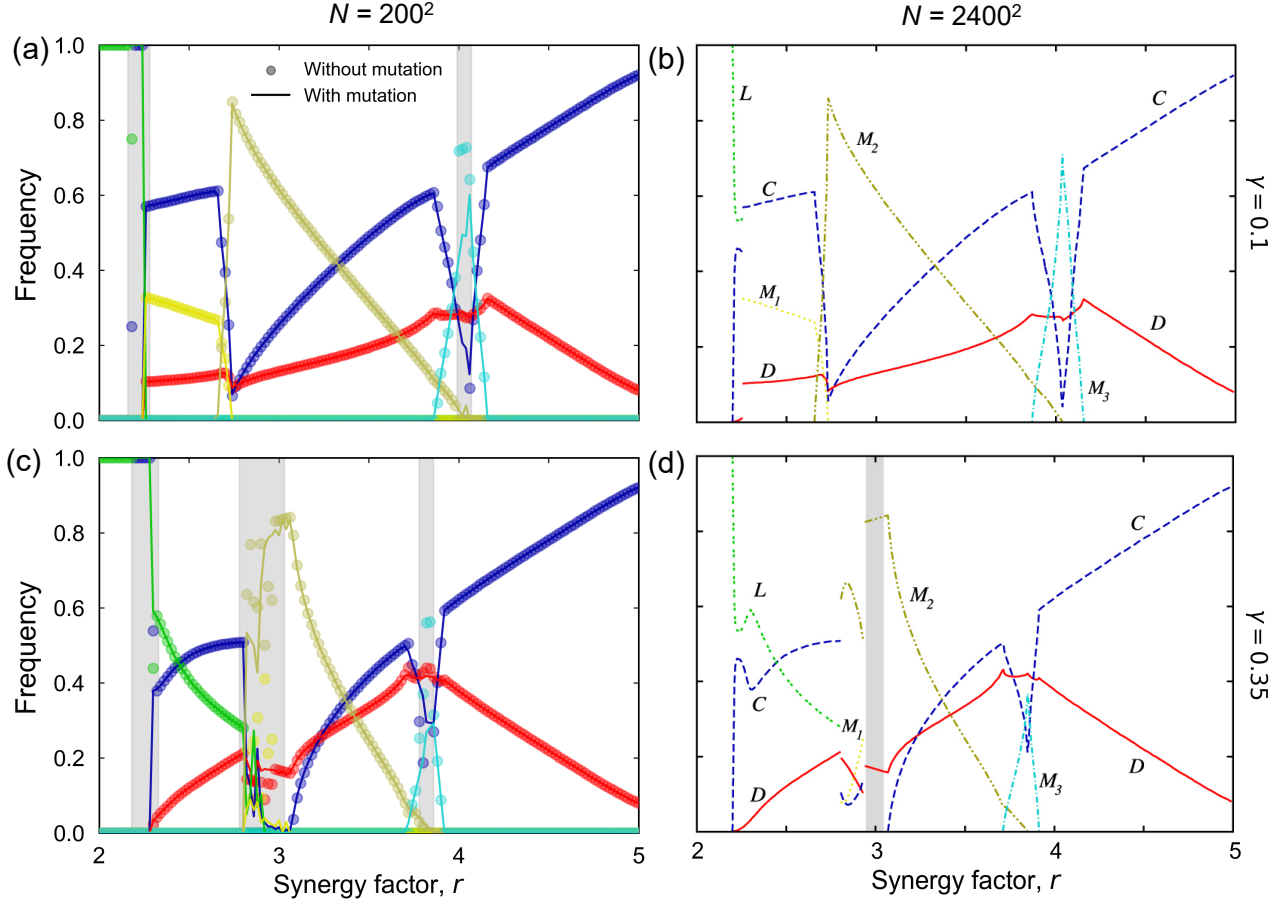 N = 200²
N = 2400²
(a)
1.0
0.8
0.6
0.4
0.2
0.0
Frequency
Without mutation
With mutation
(b)
L
C
M₁
D
M₂
C
D
M₃
γ = 0.1
(c)
1.0
0.8
0.6
0.4
0.2
0.0
Frequency
2
3
4
5
Synergy factor, r
(d)
L
C
D
M₁
M₂
C
D
M₃
γ = 0.35
2
3
4
5
Synergy factor, r